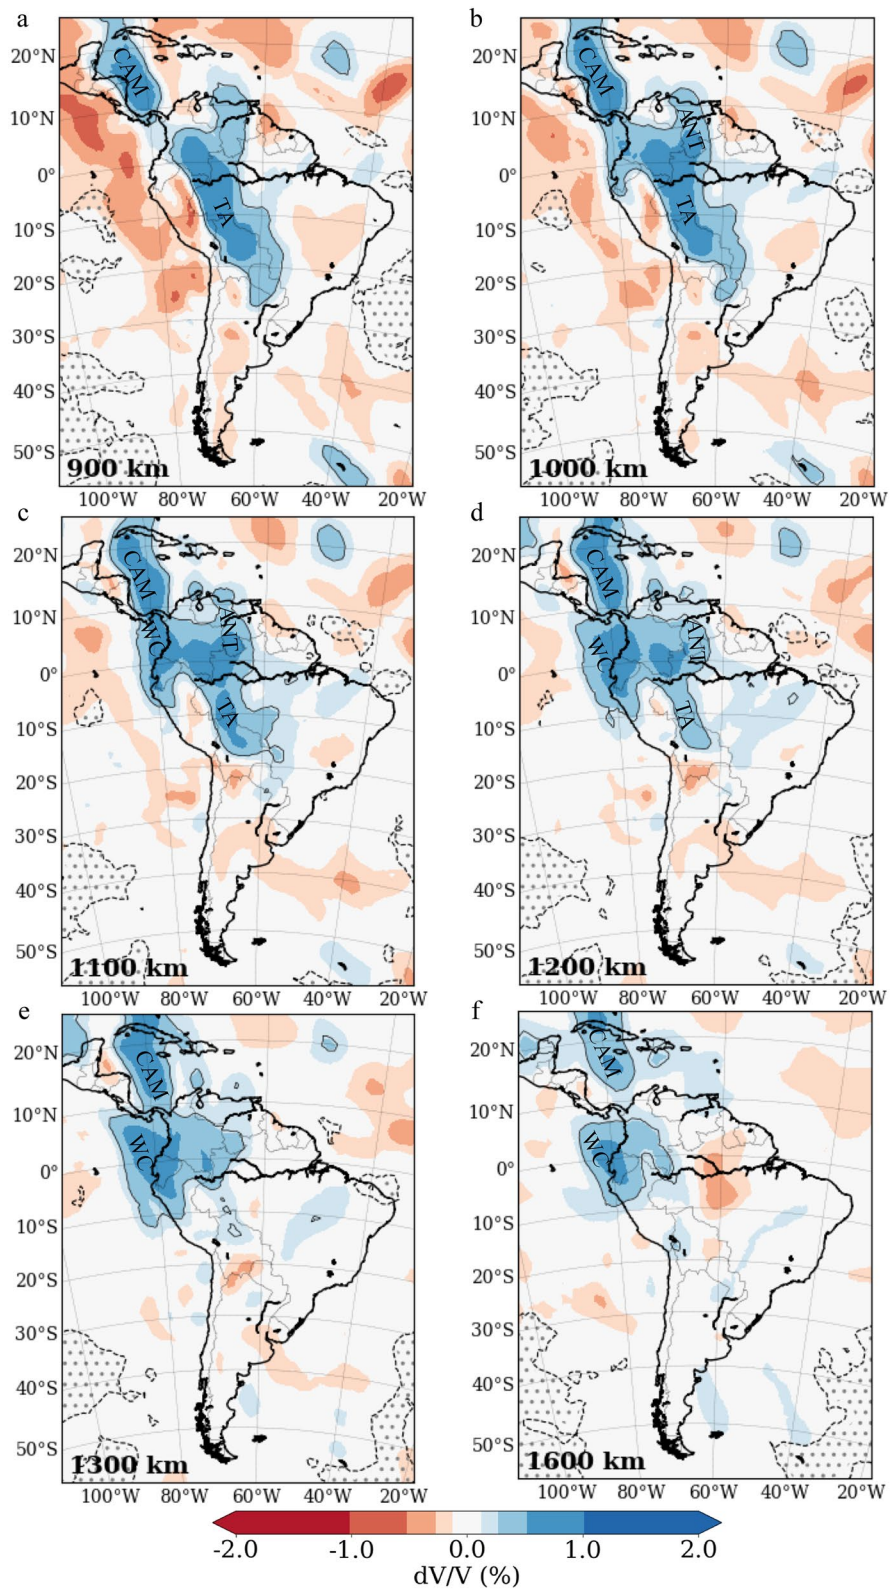 a
b
20°N
10°N
0°
10°S
20°S
30°S
40°S
50°S
CAM
TA
900 km
100°W
80°W
60°W
40°W
20°W
20°N
10°N
0°
10°S
20°S
30°S
40°S
50°S
CAM
ANT
TA
1000 km
100°W
80°W
60°W
40°W
20°W
c
d
20°N
10°N
0°
10°S
20°S
30°S
40°S
50°S
CAM
WC
ANT
TA
1100 km
100°W
80°W
60°W
40°W
20°W
20°N
10°N
0°
10°S
20°S
30°S
40°S
50°S
CAM
WC
ANT
TA
1200 km
100°W
80°W
60°W
40°W
20°W
e
f
20°N
10°N
0°
10°S
20°S
30°S
40°S
50°S
CAM
WC
1300 km
100°W
80°W
60°W
40°W
20°W
20°N
10°N
0°
10°S
20°S
30°S
40°S
50°S
CAM
WC
1600 km
100°W
80°W
60°W
40°W
20°W
-2.0
-1.0
0.0
1.0
2.0
dV/V (%)